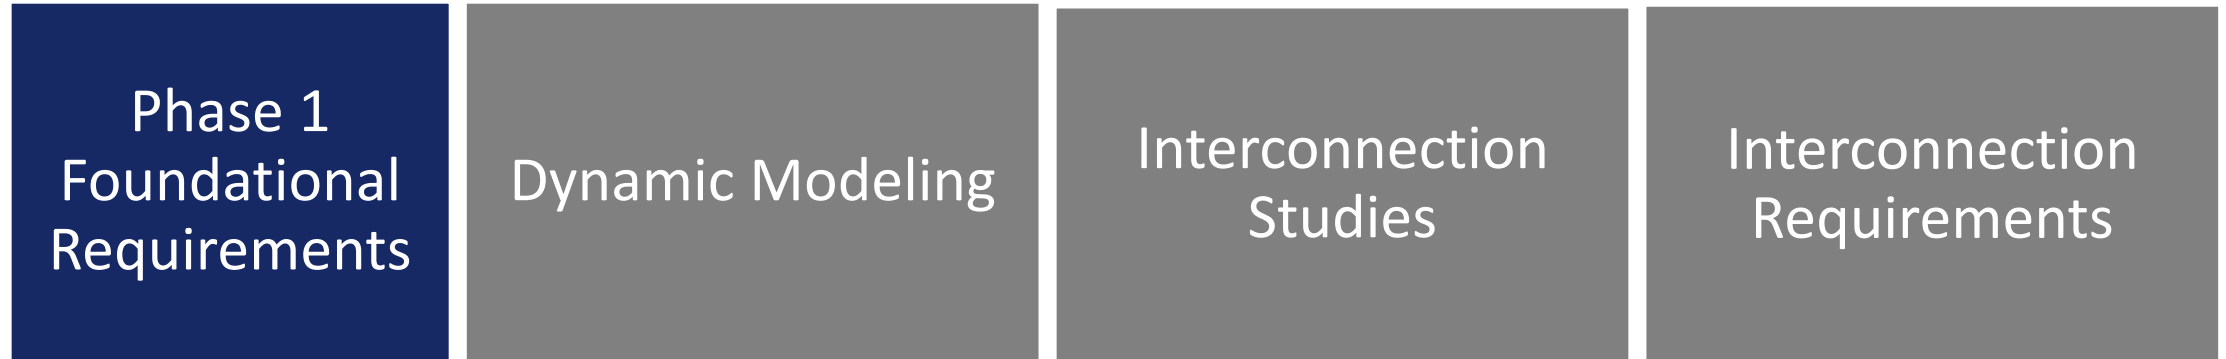 Phase 1
Foundational
Requirements
Dynamic Modeling
Interconnection
Studies
Interconnection
Requirements